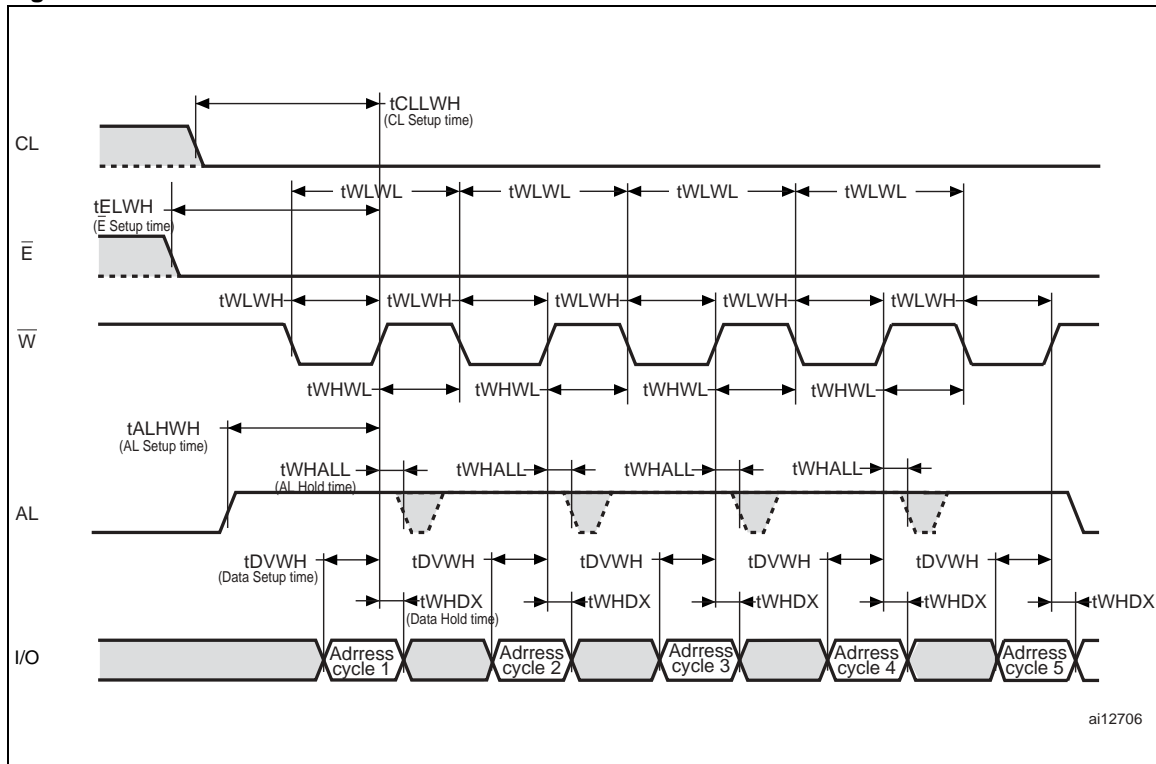 tCLLWH
(CL Setup time)
CL
tWLWL tWLWL tWLWL tWLWL
tELWH
(E Setup time)
E
tWLWH tWLWH tWLWH tWLWH tWLWH
W
tWHWL tWHWL tWHWL tWHWL
tALHWH
(AL Setup time)
tWHALL tWHALL tWHALL tWHALL
(AL Hold time)
AL
tDVWH tDVWH tDVWH tDVWH tDVWH
(Data Setup time)
tWHDX tWHDX tWHDX tWHDX tWHDX
(Data Hold time)
I/O
Adrress Adrress Adrress Adrress Adrress
cycle 1 cycle 2 cycle 3 cycle 4 cycle 5
ai12706